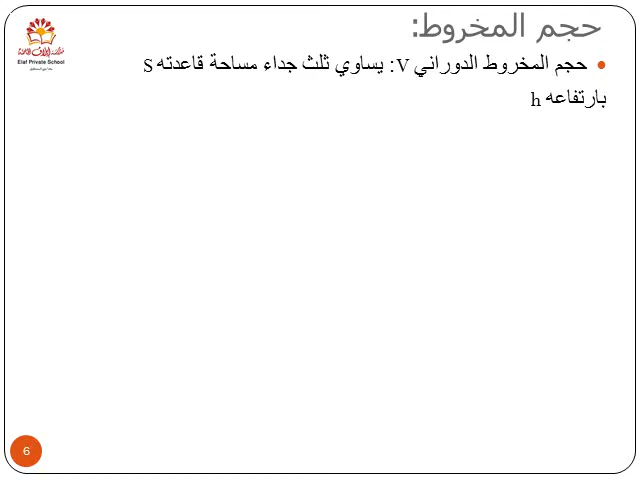 حجم المخروط:
Elaf Private School
حجم المخروط الدوراني V: يساوي ثلث جداء مساحة قاعدته S
بارتفاعه h
6